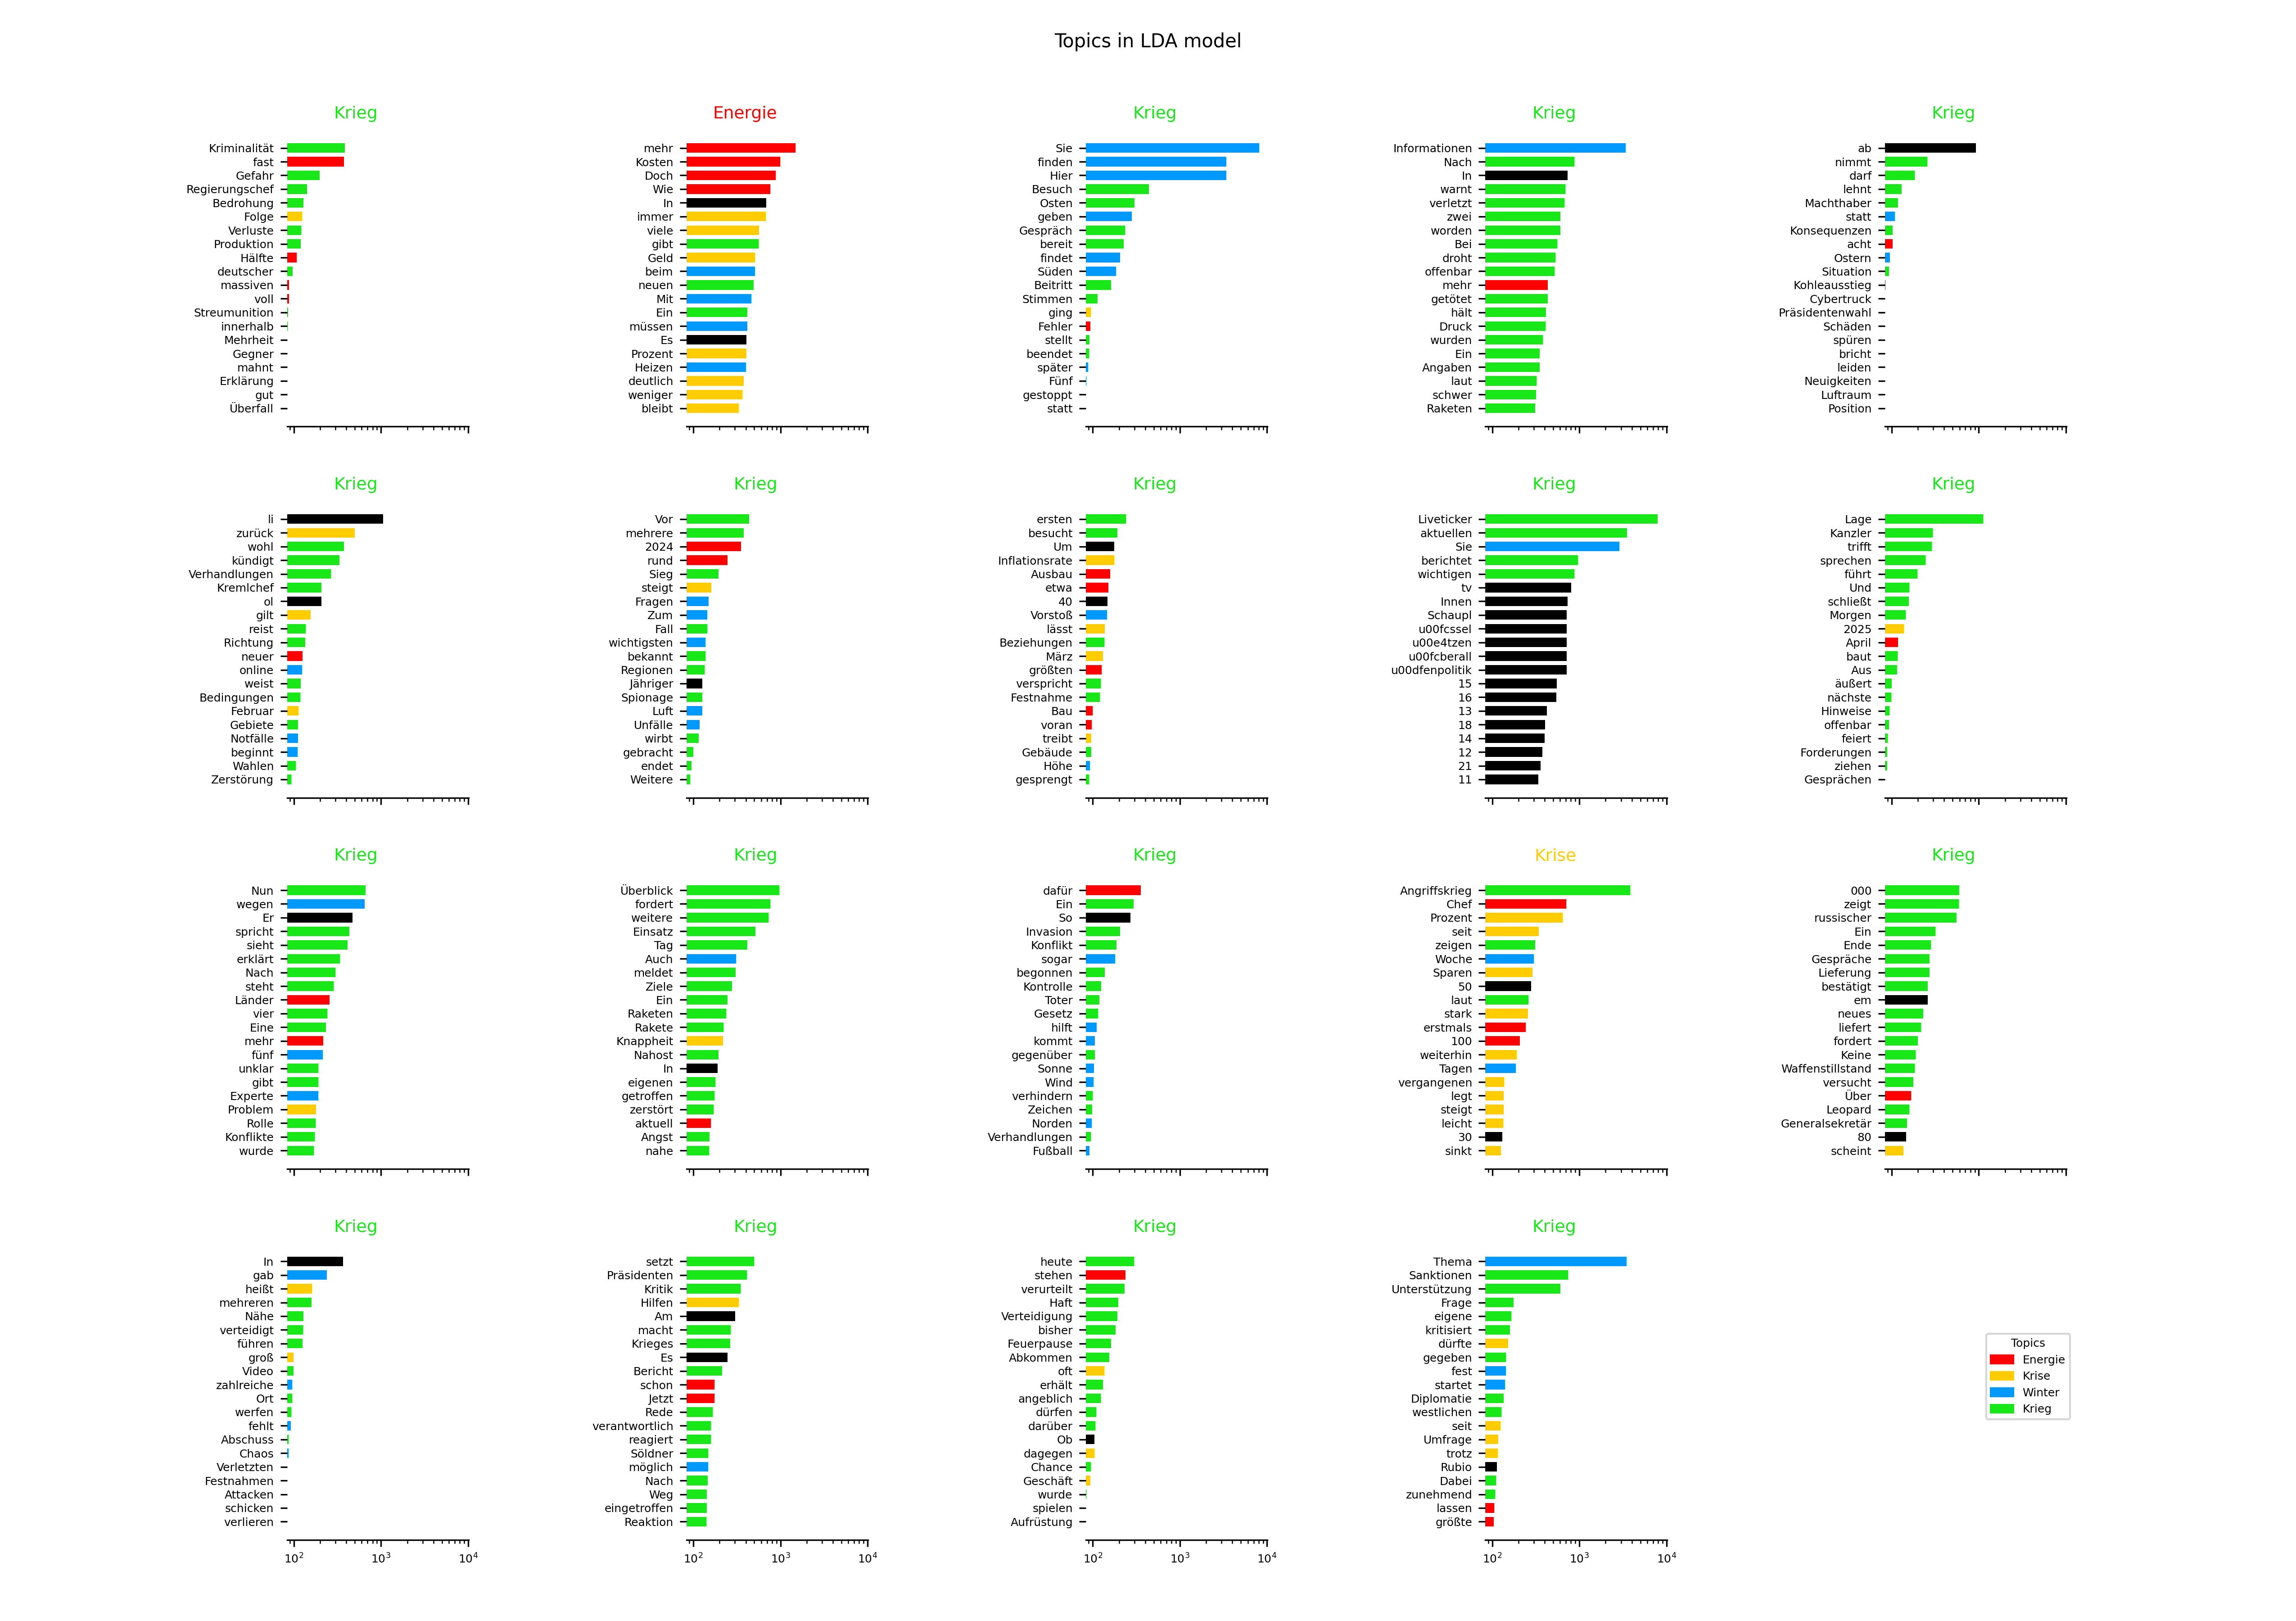 Topics in LDA model
Krieg
Kriminalität
fast
Gefahr
Regierungschef
Bedrohung
Folge
Verluste
Produktion
Hälfte
deutscher
massiven
voll
Streumunition
innerhalb
Mehrheit
Gegner
mahnt
Erklärung
gut
Überfall
Energie
mehr
Kosten
Doch
Wie
In
immer
viele
gibt
Geld
beim
neuen
Mit
Ein
müssen
Es
Prozent
Heizen
deutlich
weniger
bleibt
Krieg
Sie
finden
Hier
Besuch
Osten
geben
Gespräch
bereit
findet
Süden
Beitritt
Stimmen
ging
Fehler
stellt
beendet
später
Fünf
gestoppt
statt
Krieg
Informationen
Nach
In
warnt
verletzt
zwei
worden
Bei
droht
offenbar
mehr
getötet
hält
Druck
wurden
Ein
Angaben
laut
schwer
Raketen
Krieg
ab
nimmt
darf
lehnt
Machthaber
statt
Konsequenzen
acht
Ostern
Situation
Kohleausstieg
Cybertruck
Präsidentenwahl
Schäden
spüren
bricht
leiden
Neuigkeiten
Luftraum
Position
Krieg
li
zurück
wohl
kündigt
Verhandlungen
Kremlchef
ol
gilt
reist
Richtung
neuer
online
weist
Bedingungen
Februar
Gebiete
Notfälle
beginnt
Wahlen
Zerstörung
Krieg
Vor
mehrere
2024
rund
Sieg
steigt
Fragen
Zum
Fall
wichtigsten
bekannt
Regionen
Jähriger
Spionage
Luft
Unfälle
wirbt
gebracht
endet
Weitere
Krieg
ersten
besucht
Um
Inflationsrate
Ausbau
etwa
40
Vorstoß
lässt
Beziehungen
März
größten
verspricht
Festnahme
Bau
voran
treibt
Gebäude
Höhe
gesprengt
Krieg
Liveticker
aktuellen
Sie
berichtet
wichtigen
tv
Innen
Schaupl
u00fcssel
u00e4tzen
u00fcberall
u00dfenpolitik
15
16
13
18
14
12
21
11
Krieg
Lage
Kanzler
trifft
sprechen
führt
Und
schließt
Morgen
2025
April
baut
Aus
äußert
nächste
Hinweise
offenbar
feiert
Forderungen
ziehen
Gesprächen
Krieg
Nun
wegen
Er
spricht
sieht
erklärt
Nach
steht
Länder
vier
Eine
mehr
fünf
unklar
gibt
Experte
Problem
Rolle
Konflikte
wurde
Krieg
Überblick
fordert
weitere
Einsatz
Tag
Auch
meldet
Ziele
Ein
Raketen
Rakete
Knappheit
Nahost
In
eigenen
getroffen
zerstört
aktuell
Angst
nahe
Krieg
dafür
Ein
So
Invasion
Konflikt
sogar
begonnen
Kontrolle
Toter
Gesetz
hilft
kommt
gegenüber
Sonne
Wind
verhindern
Zeichen
Norden
Verhandlungen
Fußball
Krise
Angriffskrieg
Chef
Prozent
seit
zeigen
Woche
Sparen
50
laut
stark
erstmals
100
weiterhin
Tagen
vergangenen
legt
steigt
leicht
30
sinkt
Krieg
000
zeigt
russischer
Ein
Ende
Gespräche
Lieferung
bestätigt
em
neues
liefert
fordert
Keine
Waffenstillstand
versucht
Über
Leopard
Generalsekretär
80
scheint
Krieg
In
gab
heißt
mehreren
Nähe
verteidigt
führen
groß
Video
zahlreiche
Ort
werfen
fehlt
Abschuss
Chaos
Verletzten
Festnahmen
Attacken
schicken
verlieren
10² 10³ 10⁴
Krieg
setzt
Präsidenten
Kritik
Hilfen
Am
macht
Krieges
Es
Bericht
schon
Jetzt
Rede
verantwortlich
reagiert
Söldner
möglich
Nach
Weg
eingetroffen
Reaktion
10² 10³ 10⁴
Krieg
heute
stehen
verurteilt
Haft
Verteidigung
bisher
Feuerpause
Abkommen
oft
erhält
angeblich
dürfen
darüber
Ob
dagegen
Chance
Geschäft
wurde
spielen
Aufrüstung
10² 10³ 10⁴
Krieg
Thema
Sanktionen
Unterstützung
Frage
eigene
kritisiert
dürfte
gegeben
fest
startet
Diplomatie
westlichen
seit
Umfrage
trotz
Rubio
Dabei
zunehmend
lassen
größte
10² 10³ 10⁴
Topics
Energie
Krise
Winter
Krieg